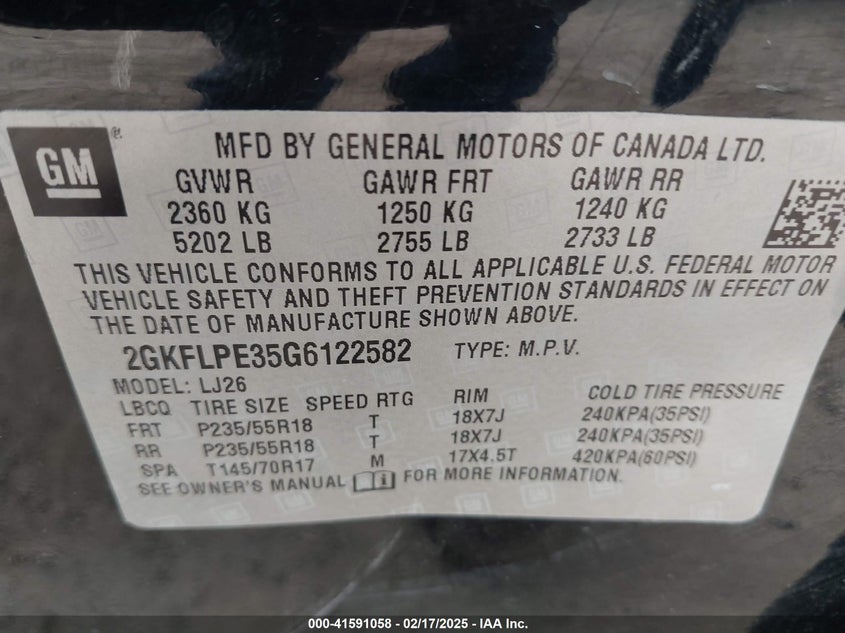 GM ®
MFD BY GENERAL MOTORS OF CANADA LTD.
GVWR GAWR FRT GAWR RR
2360 KG 1250 KG 1240 KG
5202 LB 2755 LB 2733 LB
THIS VEHICLE CONFORMS TO ALL APPLICABLE U.S. FEDERAL MOTOR
VEHICLE SAFETY AND THEFT PREVENTION STANDARDS IN EFFECT ON
THE DATE OF MANUFACTURE SHOWN ABOVE.
2GKFLPE35G6122582 TYPE: M.P.V.
MODEL: LJ26
LBCQ TIRE SIZE SPEED RTG RIM COLD TIRE PRESSURE
FRT P235/55R18 T 18X7J 240KPA(35PSI)
RR P235/55R18 T 18X7J 240KPA(35PSI)
SPA T145/70R17 M 17X4.5T 420KPA(60PSI)
SEE OWNER'S MANUAL FOR MORE INFORMATION.
000-41591058 — 02/17/2025 — IAA Inc.